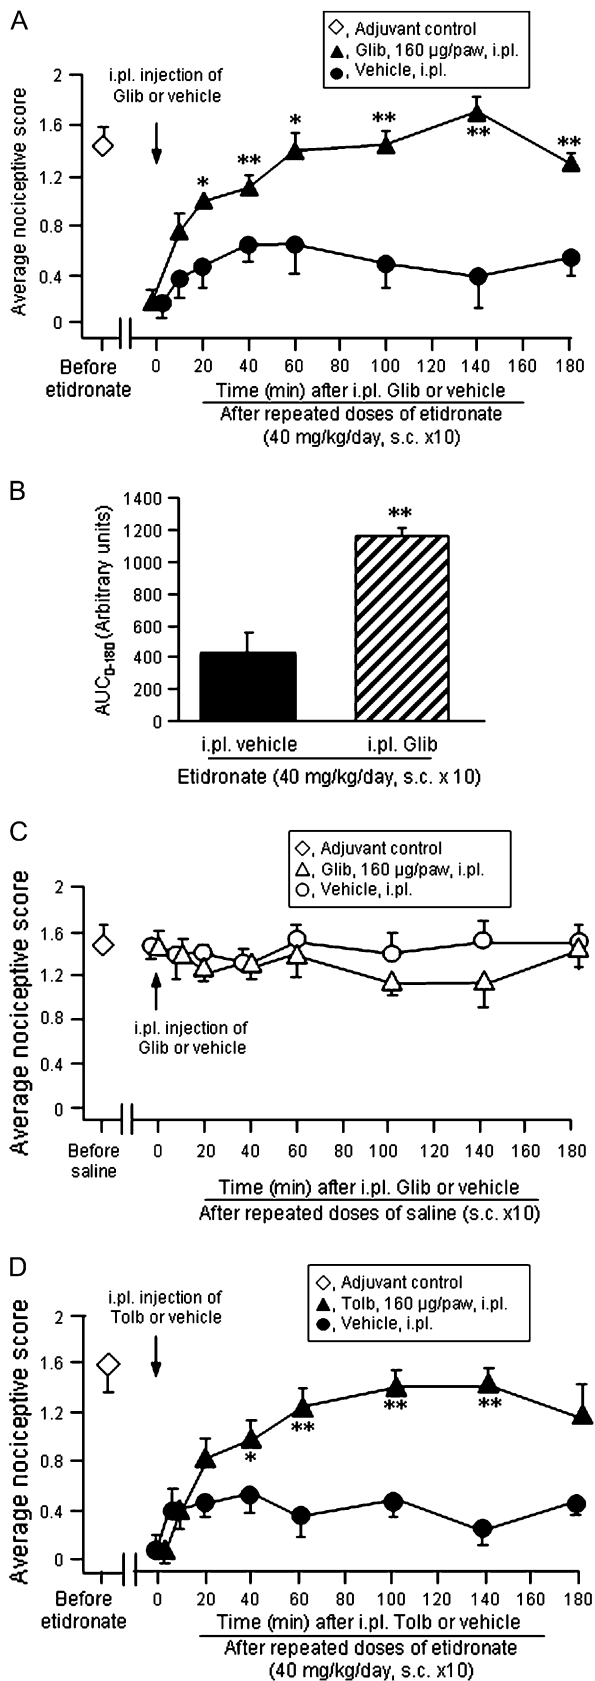 A
◇, Adjuvant control
▲, Glib, 160 µg/paw, i.pl.
●, Vehicle, i.pl.
i.pl. injection of
Glib or vehicle
Average nociceptive score
2
1.6
1.2
0.8
0.4
0
*
**
*
**
**
**
Before
etidronate
0 20 40 60 80 100 120 140 160 180
Time (min) after i.pl. Glib or vehicle
After repeated doses of etidronate
(40 mg/kg/day, s.c. x10)
B
AUC0-180 (Arbitrary units)
1400
1200
1000
800
600
400
200
0
**
i.pl. vehicle i.pl. Glib
Etidronate (40 mg/kg/day, s.c. x 10)
C
◇, Adjuvant control
△, Glib, 160 µg/paw, i.pl.
○, Vehicle, i.pl.
Average nociceptive score
2
1.6
1.2
0.8
0.4
0
i.pl. injection of
Glib or vehicle
Before
saline
0 20 40 60 80 100 120 140 160 180
Time (min) after i.pl. Glib or vehicle
After repeated doses of saline (s.c. x10)
D
◇, Adjuvant control
▲, Tolb, 160 µg/paw, i.pl.
●, Vehicle, i.pl.
i.pl. injection of
Tolb or vehicle
Average nociceptive score
2
1.6
1.2
0.8
0.4
0
*
**
**
**
Before
etidronate
0 20 40 60 80 100 120 140 160 180
Time (min) after i.pl. Tolb or vehicle
After repeated doses of etidronate
(40 mg/kg/day, s.c. x10)